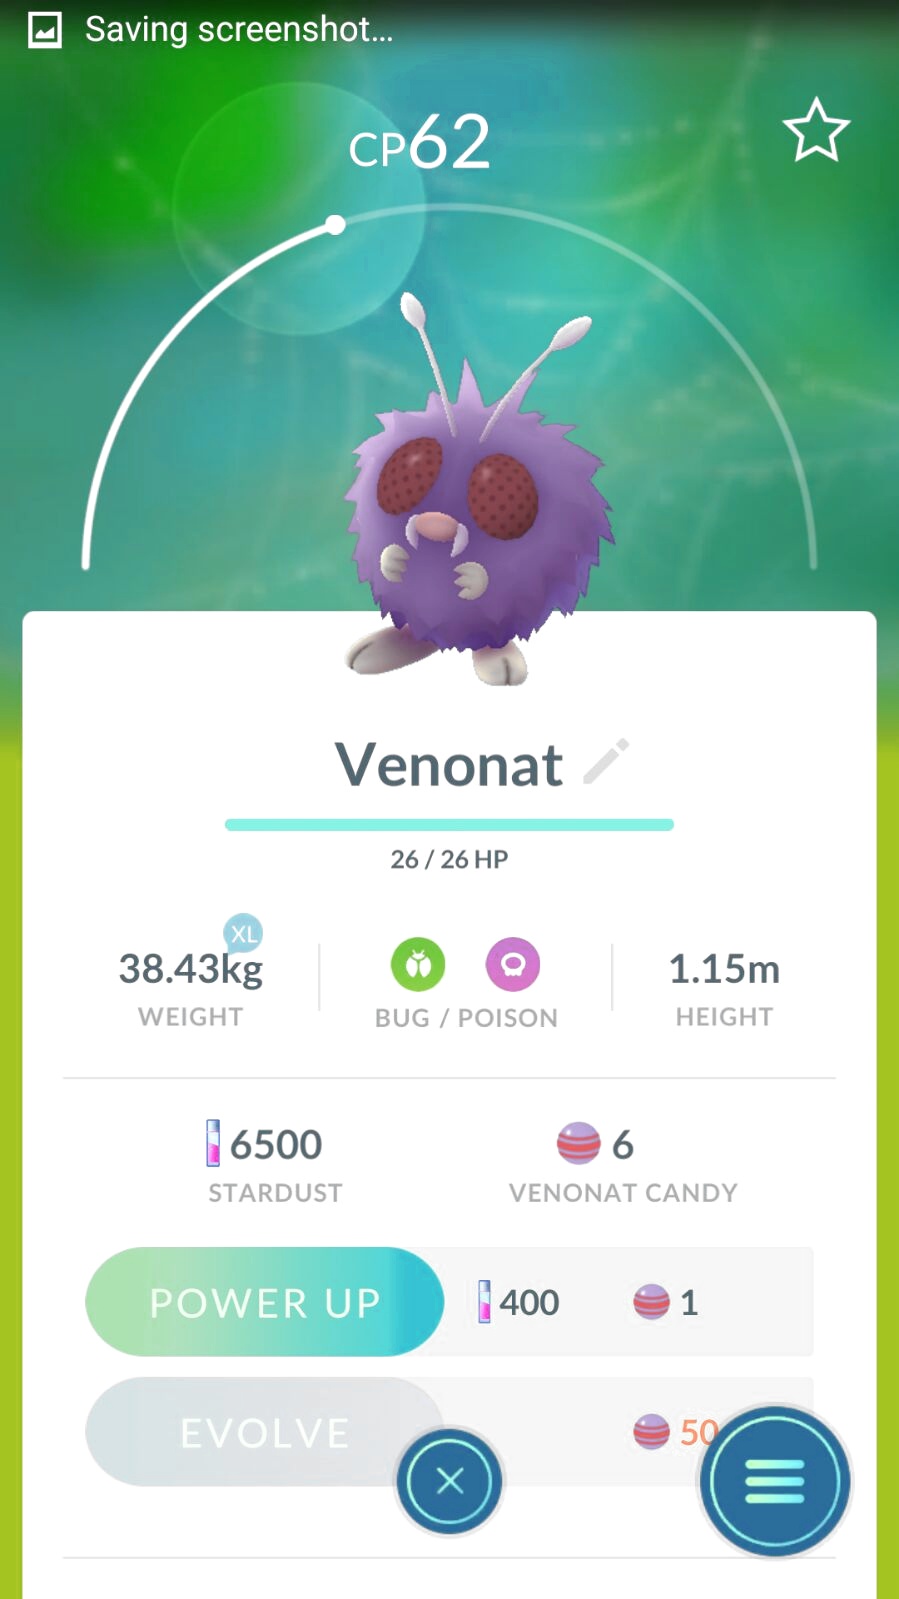 Saving screenshot...
CP62
Venonat
26 / 26 HP
XL
38.43kg
WEIGHT
BUG / POISON
1.15m
HEIGHT
6500
STARDUST
6
VENONAT CANDY
POWER UP 400 1
EVOLVE 50